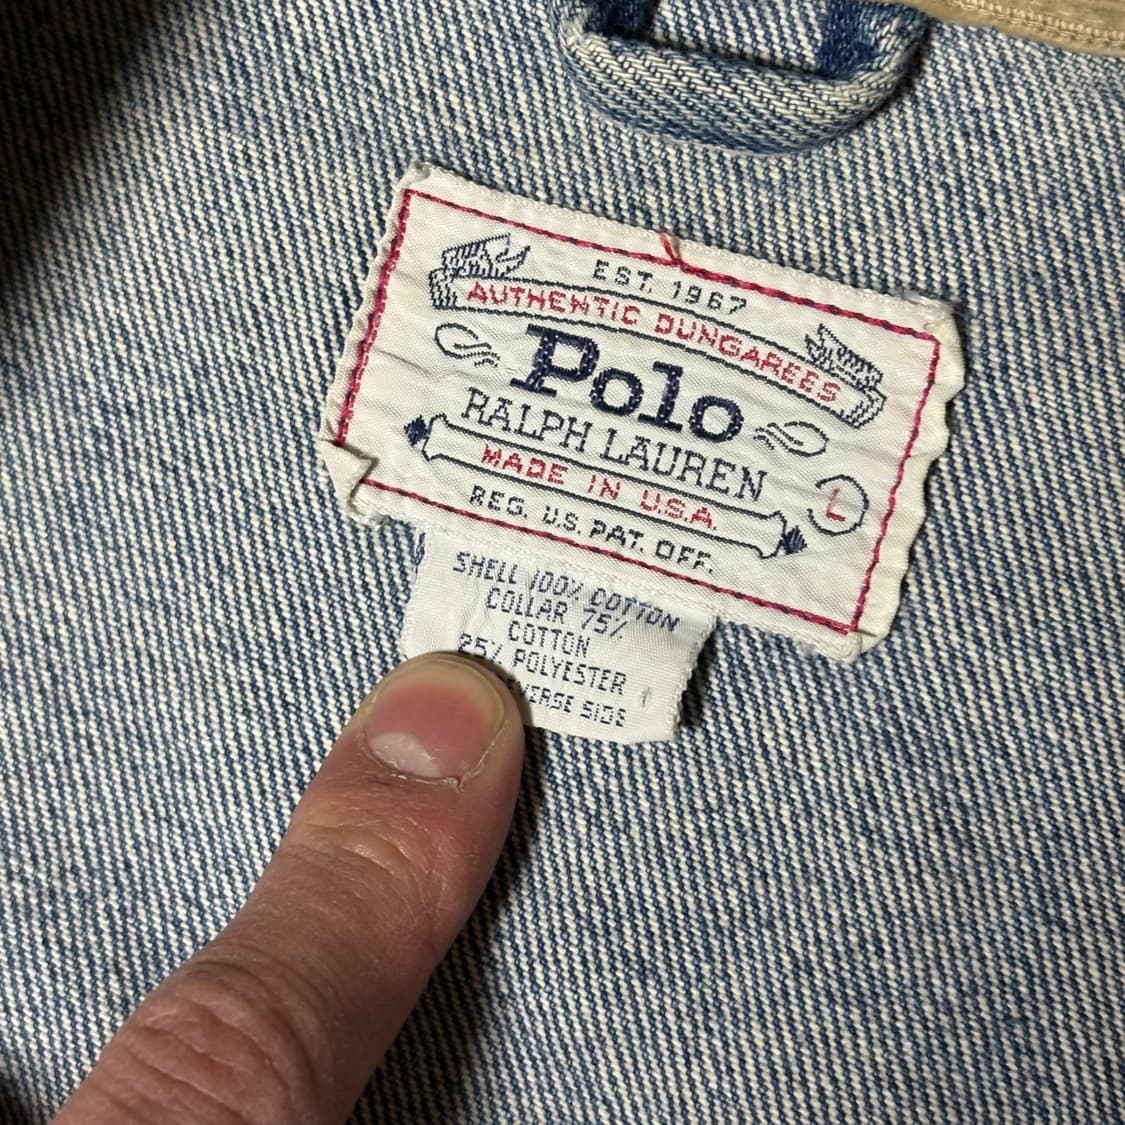 EST. 1967
AUTHENTIC DUNGAREES
Polo
RALPH LAUREN
MADE IN U.S.A.
L
REG. U.S. PAT. OFF.
SHELL 100% COTTON
COLLAR 75%
COTTON
25% POLYESTER
SIDE